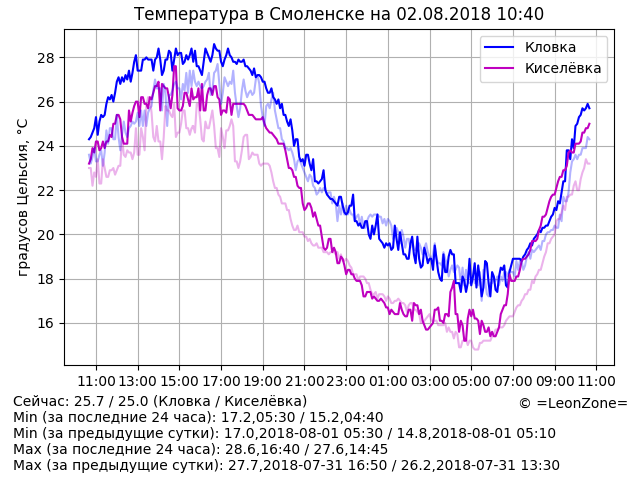 Температура в Смоленске на 02.08.2018 10:40
Кловка
Киселёвка
градусов Цельсия, °C
28
26
24
22
20
18
16
11:00 13:00 15:00 17:00 19:00 21:00 23:00 01:00 03:00 05:00 07:00 09:00 11:00
Сейчас: 25.7 / 25.0 (Кловка / Киселёвка)
© =LeonZone=
Min (за последние 24 часа): 17.2,05:30 / 15.2,04:40
Min (за предыдущие сутки): 17.0,2018-08-01 05:30 / 14.8,2018-08-01 05:10
Max (за последние 24 часа): 28.6,16:40 / 27.6,14:45
Max (за предыдущие сутки): 27.7,2018-07-31 16:50 / 26.2,2018-07-31 13:30